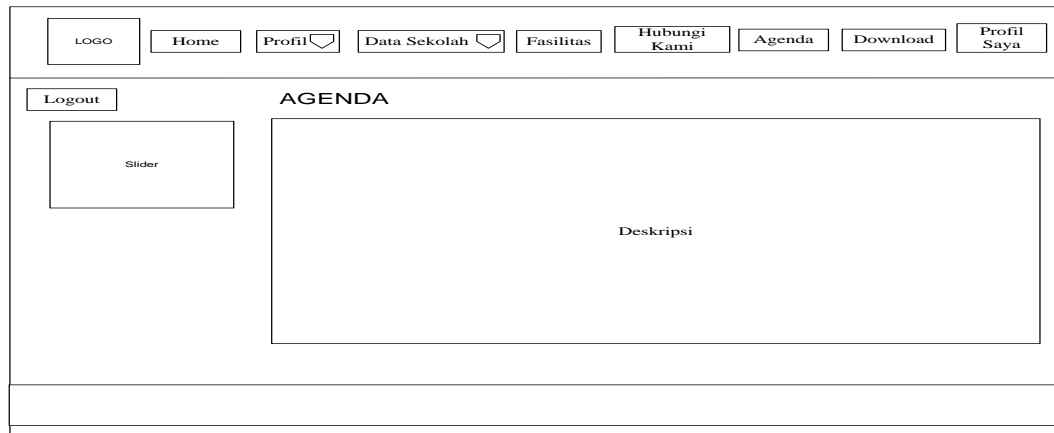 LOGO
Home
Profil
Data Sekolah
Fasilitas
Hubungi
Kami
Agenda
Download
Profil
Saya
Logout
AGENDA
Slider
Deskripsi